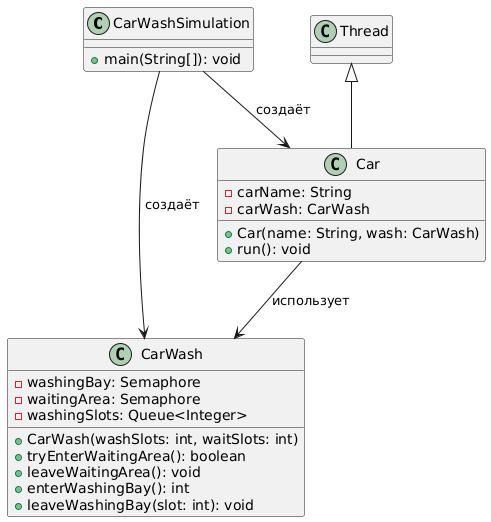 C CarWashSimulation
main(String[]): void
C Thread
создаёт
C Car
carName: String
carWash: CarWash
Car(name: String, wash: CarWash)
run(): void
создаёт
использует
C CarWash
washingBay: Semaphore
waitingArea: Semaphore
washingSlots: Queue<Integer>
CarWash(washSlots: int, waitSlots: int)
tryEnterWaitingArea(): boolean
leaveWaitingArea(): void
enterWashingBay(): int
leaveWashingBay(slot: int): void